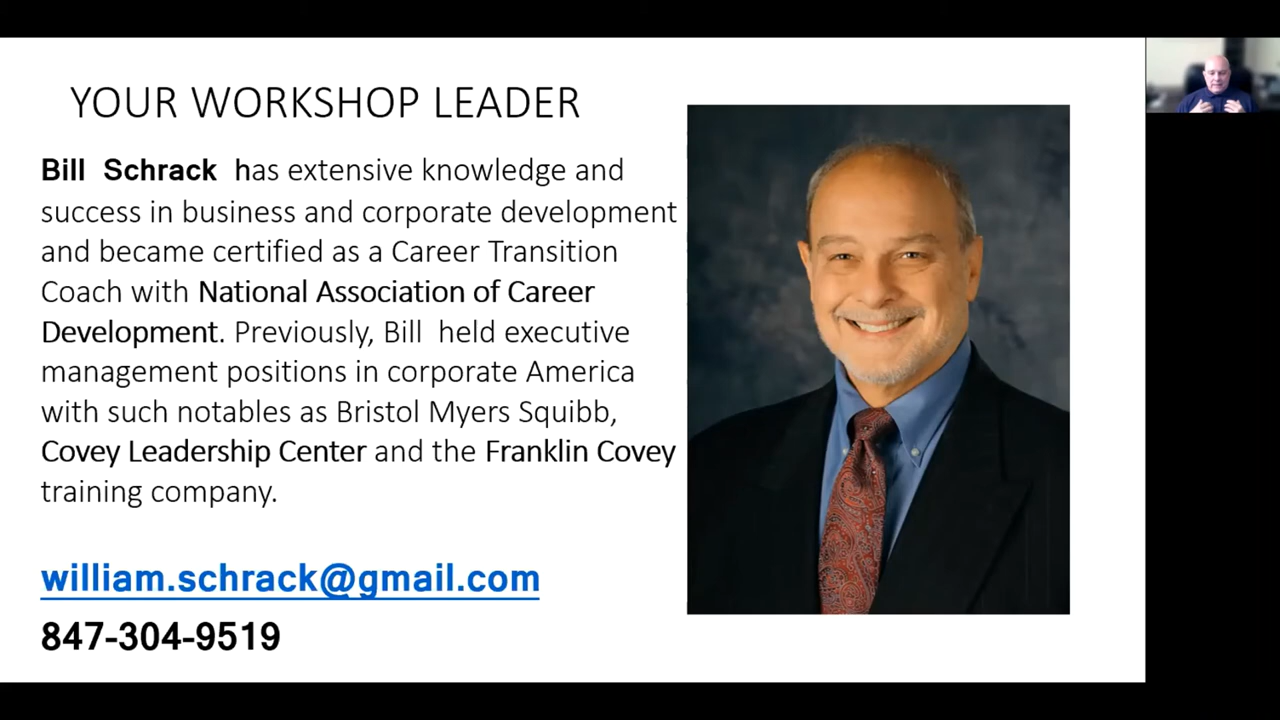 YOUR WORKSHOP LEADER
Bill Schrack has extensive knowledge and
success in business and corporate development
and became certified as a Career Transition
Coach with National Association of Career
Development. Previously, Bill held executive
management positions in corporate America
with such notables as Bristol Myers Squibb,
Covey Leadership Center and the Franklin Covey
training company.
william.schrack@gmail.com
847-304-9519